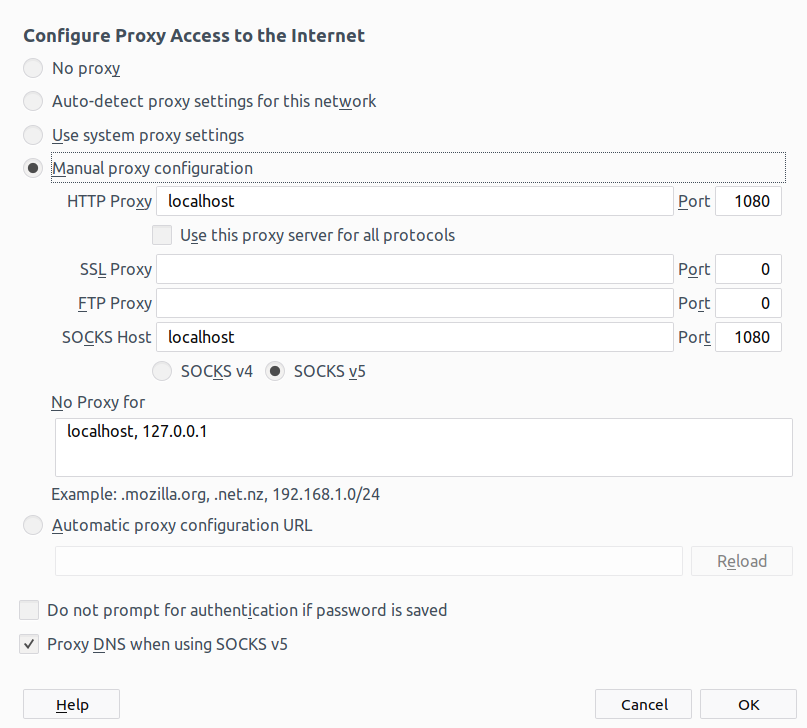 Configure Proxy Access to the Internet
No proxy
Auto-detect proxy settings for this network
Use system proxy settings
Manual proxy configuration
HTTP Proxy localhost Port 1080
Use this proxy server for all protocols
SSL Proxy Port 0
FTP Proxy Port 0
SOCKS Host localhost Port 1080
SOCKS v4 SOCKS v5
No Proxy for
localhost, 127.0.0.1
Example: .mozilla.org, .net.nz, 192.168.1.0/24
Automatic proxy configuration URL
Reload
Do not prompt for authentication if password is saved
Proxy DNS when using SOCKS v5
Help Cancel OK